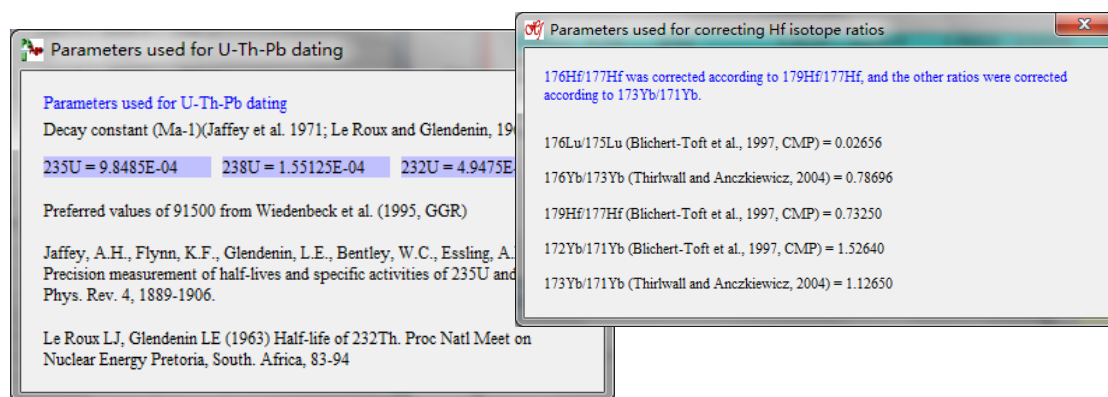 Parameters used for U-Th-Pb dating
Parameters used for U-Th-Pb dating
Decay constant (Ma-1)(Jaffey et al. 1971; Le Roux and Glendenin,
235U = 9.8485E-04 238U = 1.55125E-04 232U = 4.9475E-
Preferred values of 91500 from Wiedenbeck et al. (1995, GGR)
Jaffey, A.H., Flynn, K.F., Glendenin, L.E., Bentley, W.C., Essling,
Precision measurement of half-lives and specific activities of 235U and
Phys. Rev. 4, 1889-1906.
Le Roux LJ, Glendenin LE (1963) Half-life of 232Th. Proc Natl Meet on
Nuclear Energy Pretoria, South. Africa, 83-94
Hf Parameters used for correcting Hf isotope ratios
176Hf/177Hf was corrected according to 179Hf/177Hf, and the other ratios were corrected
according to 173Yb/171Yb.
176Lu/175Lu (Blichert-Toft et al., 1997, CMP) = 0.02656
176Yb/173Yb (Thirlwall and Anczkiewicz, 2004) = 0.78696
179Hf/177Hf (Blichert-Toft et al., 1997, CMP) = 0.73250
172Yb/171Yb (Blichert-Toft et al., 1997, CMP) = 1.52640
173Yb/171Yb (Thirlwall and Anczkiewicz, 2004) = 1.12650